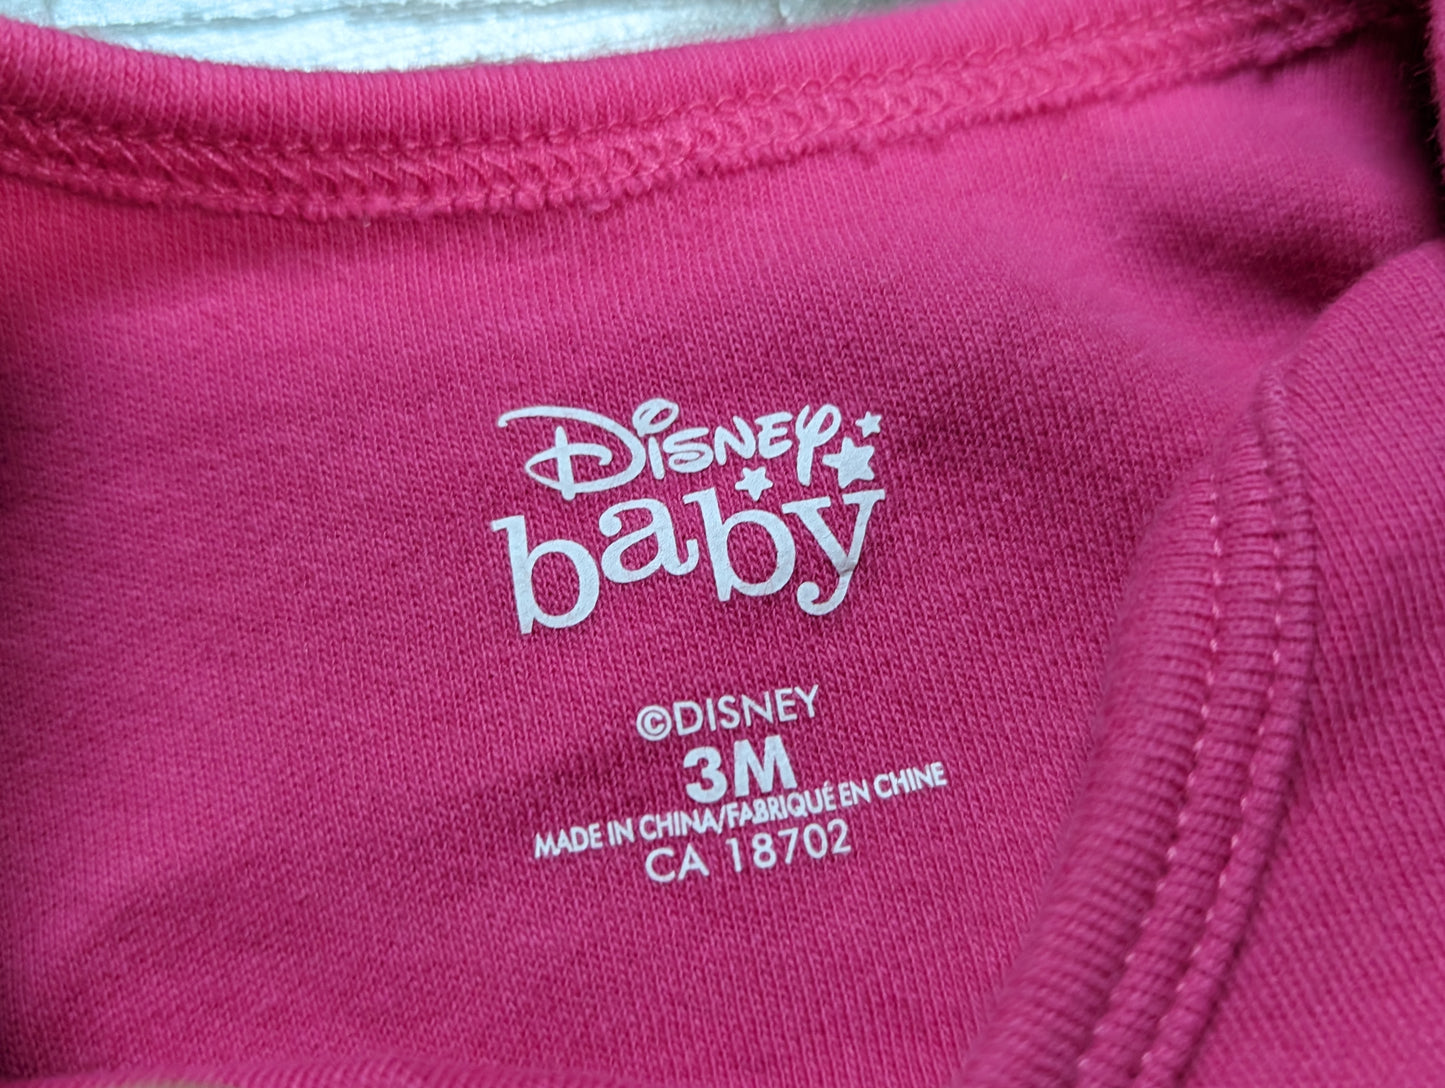 Disney
baby
©DISNEY
3M
MADE IN CHINA/FABRIQUÉ EN CHINE
CA 18702